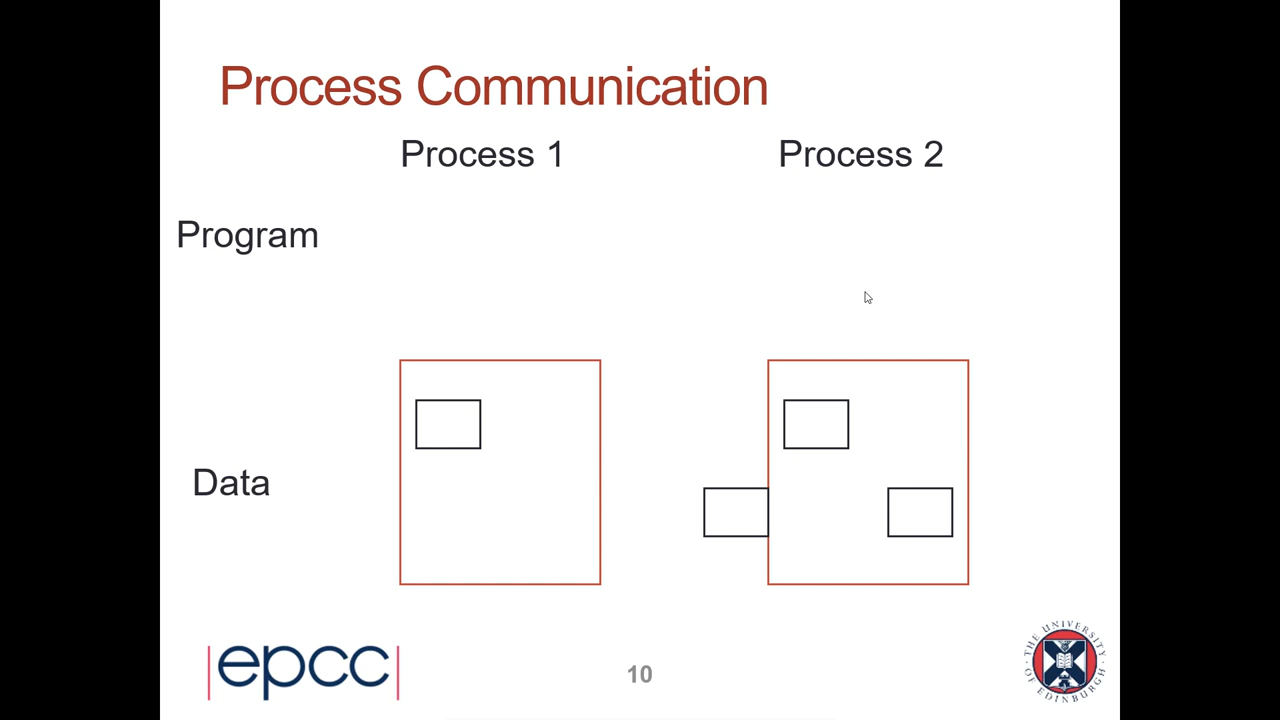 Process Communication
Process 1
Process 2
Program
Data
epcc
10
THE UNIVERSITY
OF EDINBURGH